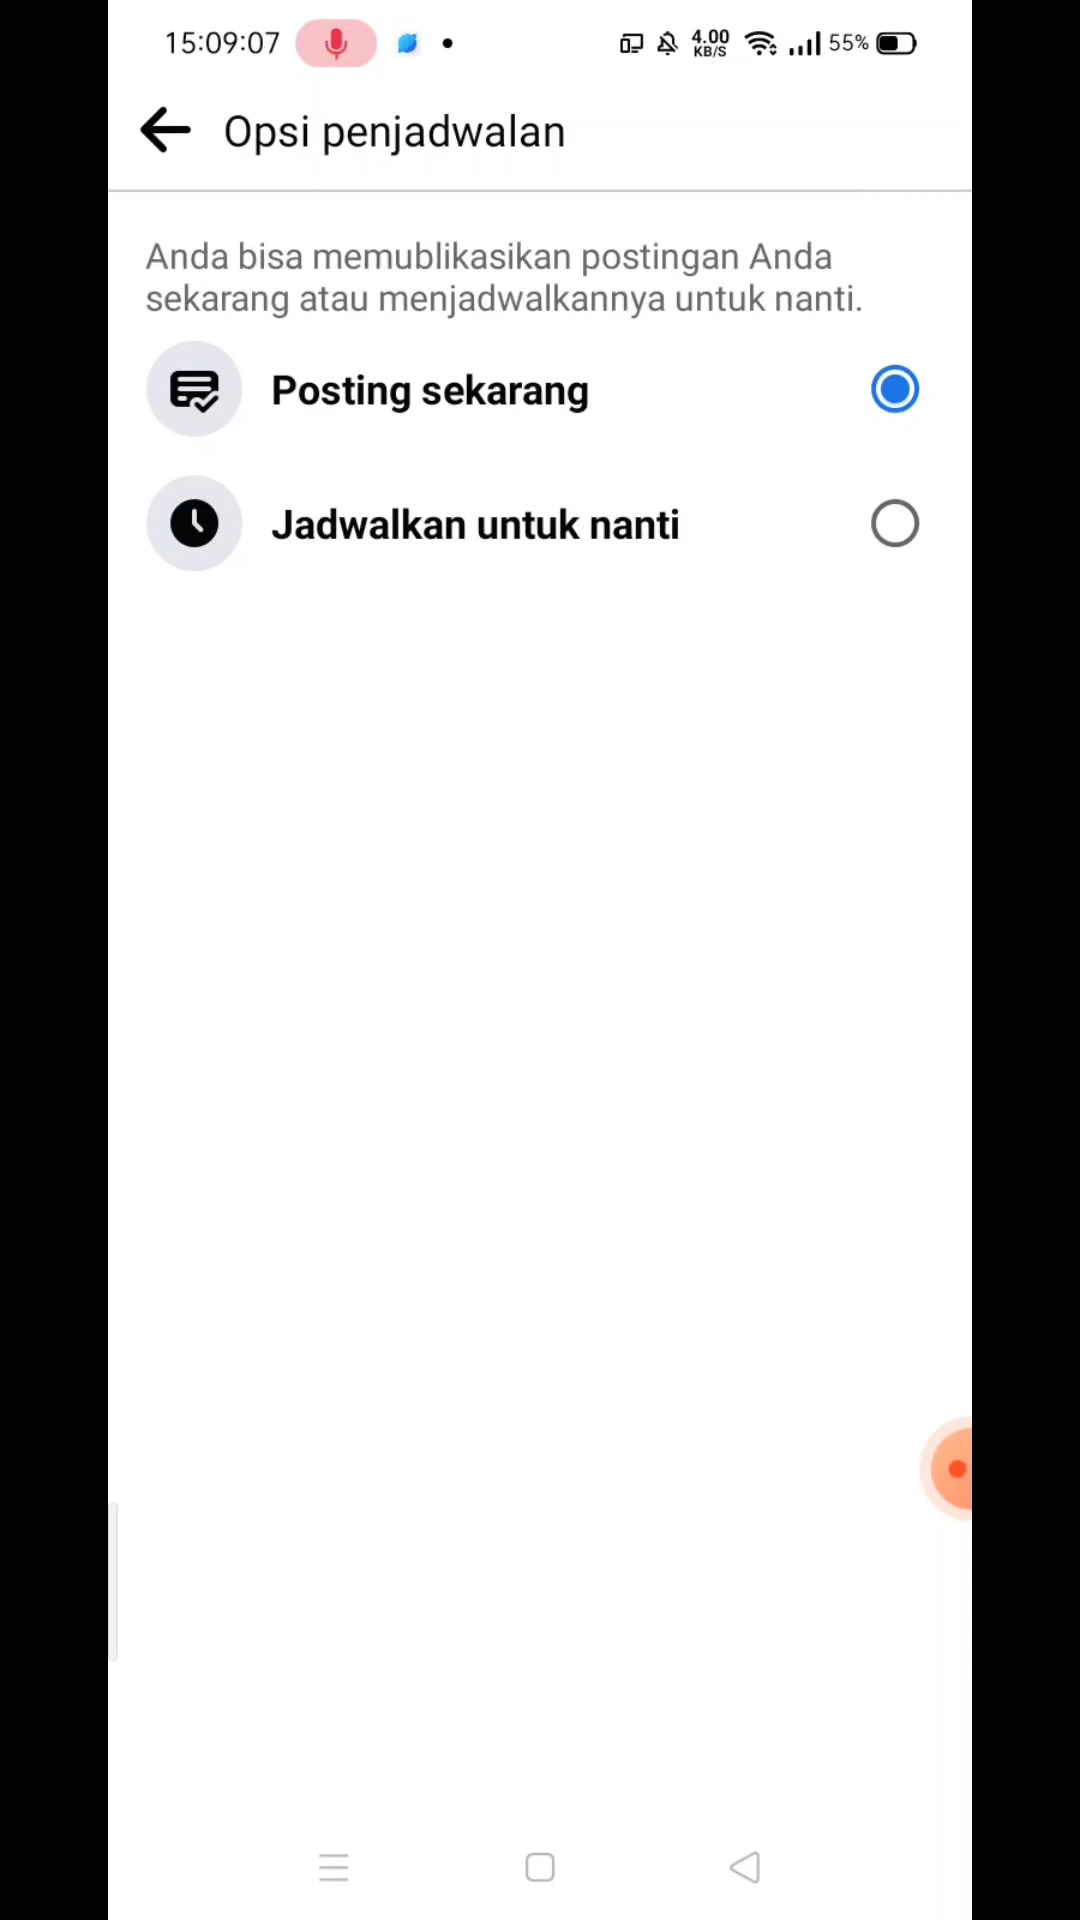 15:09:07 4.00 KB/S 55%
Opsi penjadwalan
Anda bisa memublikasikan postingan Anda
sekarang atau menjadwalkannya untuk nanti.
Posting sekarang
Jadwalkan untuk nanti